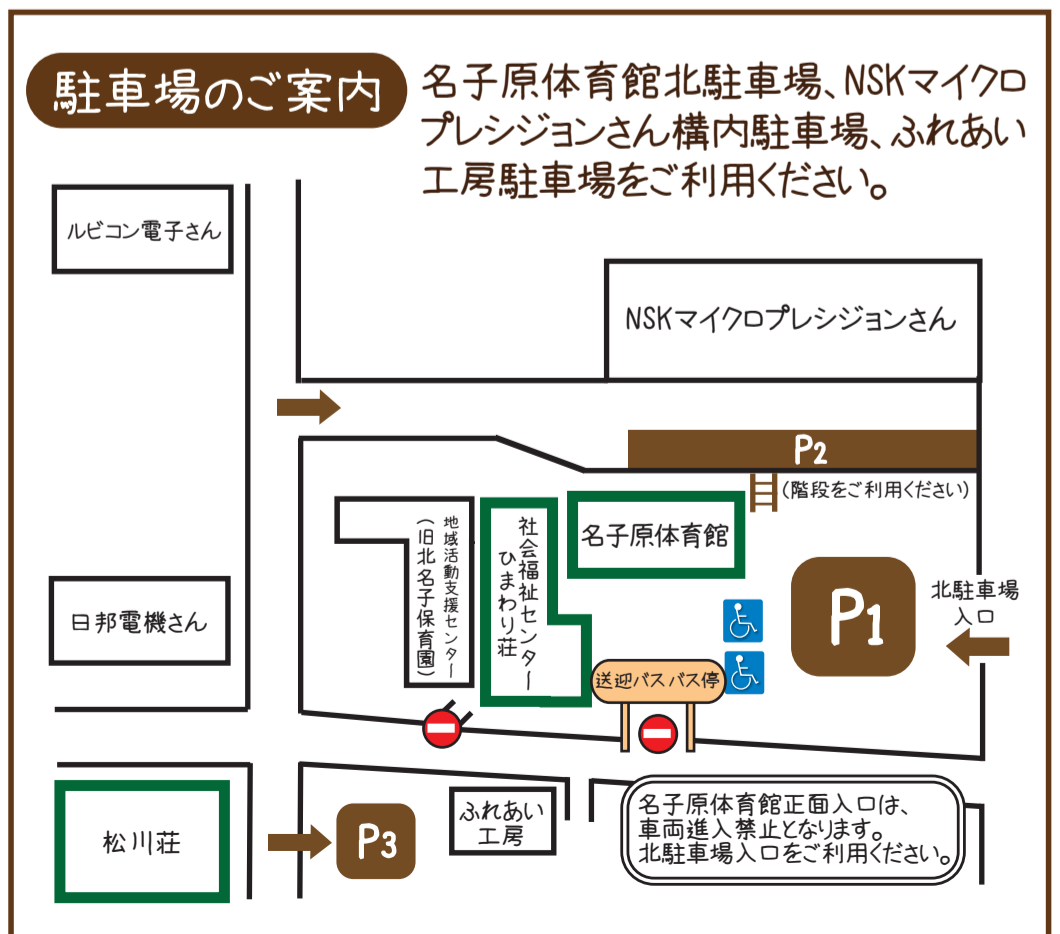 駐車場のご案内
名子原体育館北駐車場、NSKマイクロ
プレシジョンさん構内駐車場、ふれあい
工房駐車場をご利用ください。
ルビコン電子さん
NSKマイクロプレシジョンさん
P2
(階段をご利用ください)
地域活動支援センター
(旧北名子保育園)
社会福祉センター
ひまわり荘
名子原体育館
P1
北駐車場
入口
日邦電機さん
送迎バスバス停
松川荘
P3
ふれあい
工房
名子原体育館正面入口は、
車両進入禁止となります。
北駐車場入口をご利用ください。